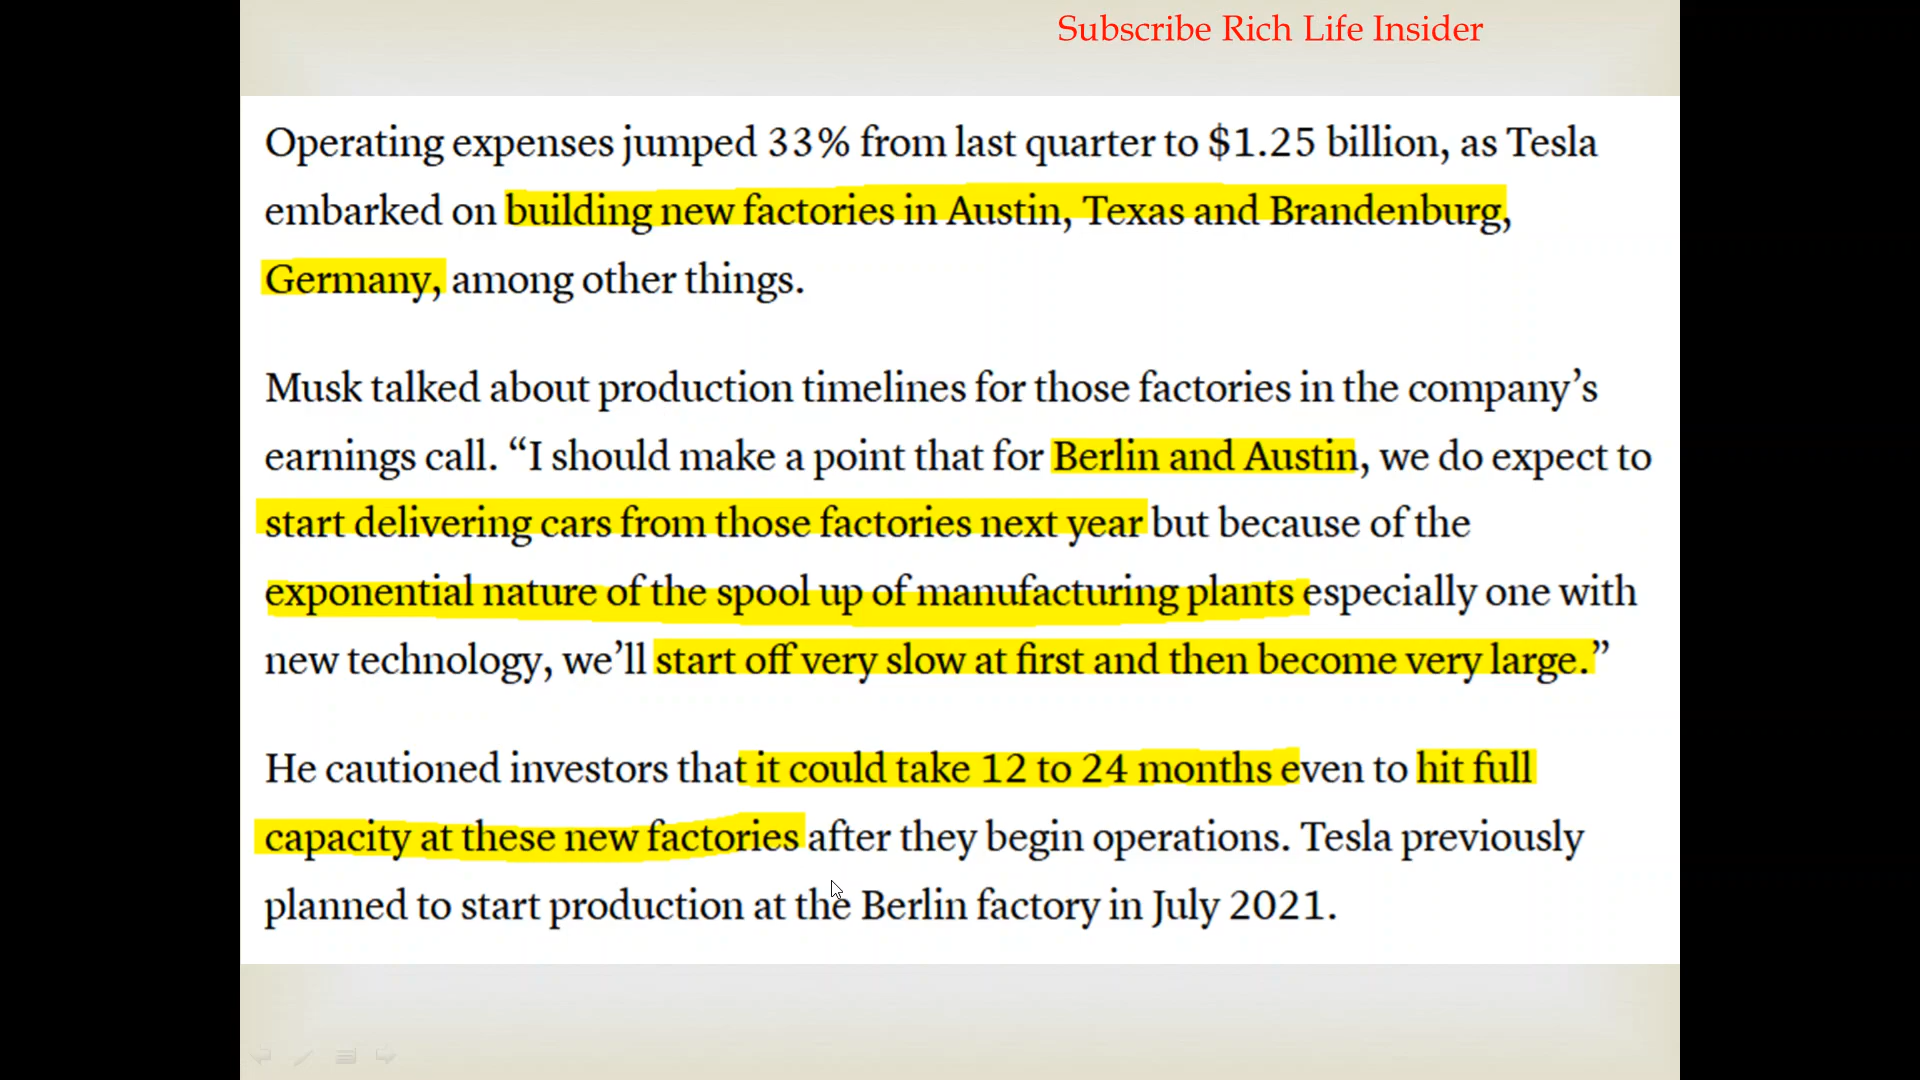 Subscribe Rich Life Insider
Operating expenses jumped 33% from last quarter to $1.25 billion, as Tesla
embarked on building new factories in Austin, Texas and Brandenburg,
Germany, among other things.
Musk talked about production timelines for those factories in the company’s
earnings call. “I should make a point that for Berlin and Austin, we do expect to
start delivering cars from those factories next year but because of the
exponential nature of the spool up of manufacturing plants especially one with
new technology, we’ll start off very slow at first and then become very large.”
He cautioned investors that it could take 12 to 24 months even to hit full
capacity at these new factories after they begin operations. Tesla previously
planned to start production at the Berlin factory in July 2021.